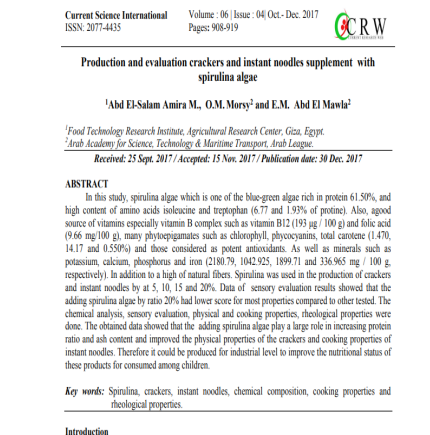 Current Science International
ISSN: 2077-4435
Volume : 06 | Issue : 04| Oct.- Dec. 2017
Pages: 908-919
CRW
Production and evaluation crackers and instant noodles supplement with
spirulina algae
1Abd El-Salam Amira M., O.M. Morsy2 and E.M. Abd El Mawla2
1Food Technology Research Institute, Agricultural Research Center, Giza, Egypt.
2Arab Academy for Science, Technology & Maritime Transport, Arab League.
Received: 25 Sept. 2017 / Accepted: 15 Nov. 2017 / Publication date: 30 Dec. 2017
ABSTRACT
In this study, spirulina algae which is one of the blue-green algae rich in protein 61.50%, and
high content of amino acids isoleucine and treptophan (6.77 and 1.93% of protine). Also, agood
source of vitamins especially vitamin B complex such as vitamin B12 (193 µg / 100 g) and folic acid
(9.66 mg/100 g), many phytoepigamates such as chlorophyll, phycocyanins, total carotene (1.470,
14.17 and 0.550%) and those considered as potent antioxidants. As well as minerals such as
potassium, calcium, phosphorus and iron (2180.79, 1042.925, 1899.71 and 336.965 mg / 100 g,
respectively). In addition to a high of natural fibers. Spirulina was used in the production of crackers
and instant noodles by at 5, 10, 15 and 20%. Data of sensory evaluation results showed that the
adding spirulina algae by ratio 20% had lower score for most properties compared to other tested. The
chemical analysis, sensory evaluation, physical and cooking properties, rheological properties were
done. The obtained data showed that the adding spirulina algae play a large role in increasing protein
ratio and ash content and improved the physical properties of the crackers and cooking properties of
instant noodles. Therefore it could be produced for industrial level to improve the nutritional status of
these products for consumed among children.
Key words: Spirulina, crackers, instant noodles, chemical composition, cooking properties and
rheological properties.
Introduction